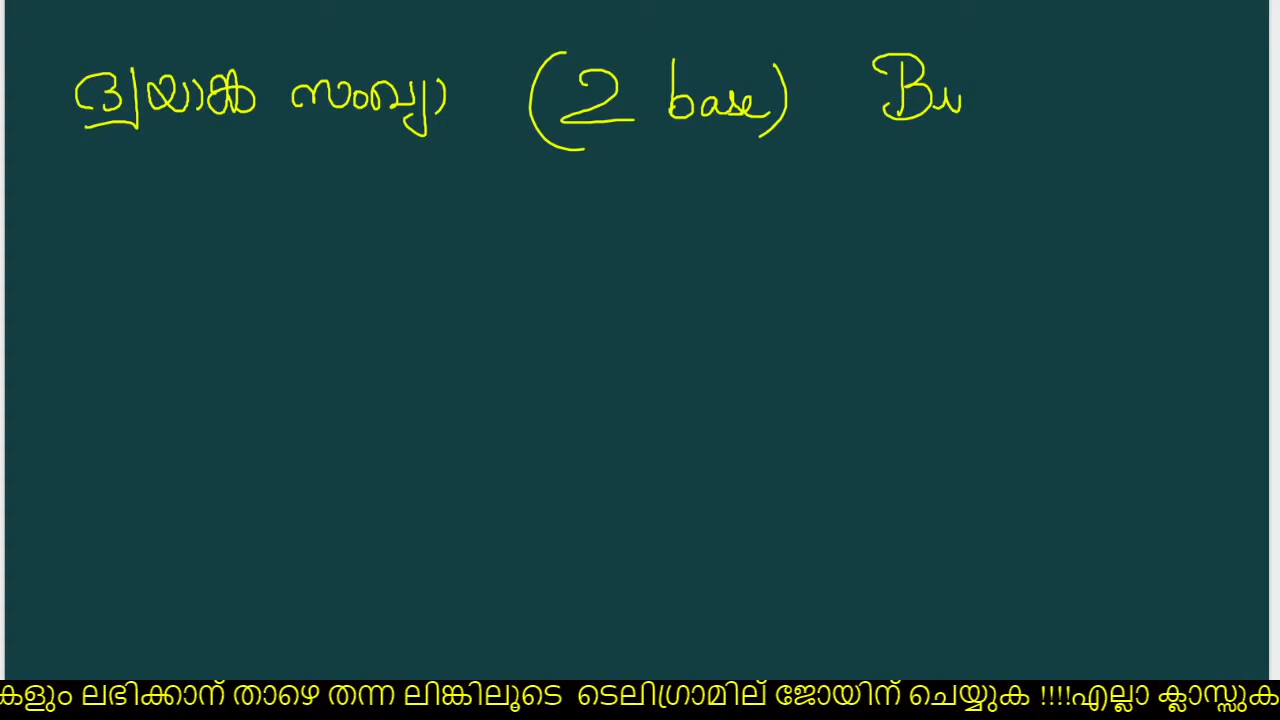 ദ്വയാങ്ക സംഖ്യാ (2 base) Bi
കളും ലഭിക്കാന് താഴെ തന്ന ലിങ്കിലൂടെ ടെലിഗ്രാമില് ജോയിന് ചെയ്യുക !!!!എല്ലാ ക്ലാസ്സുക